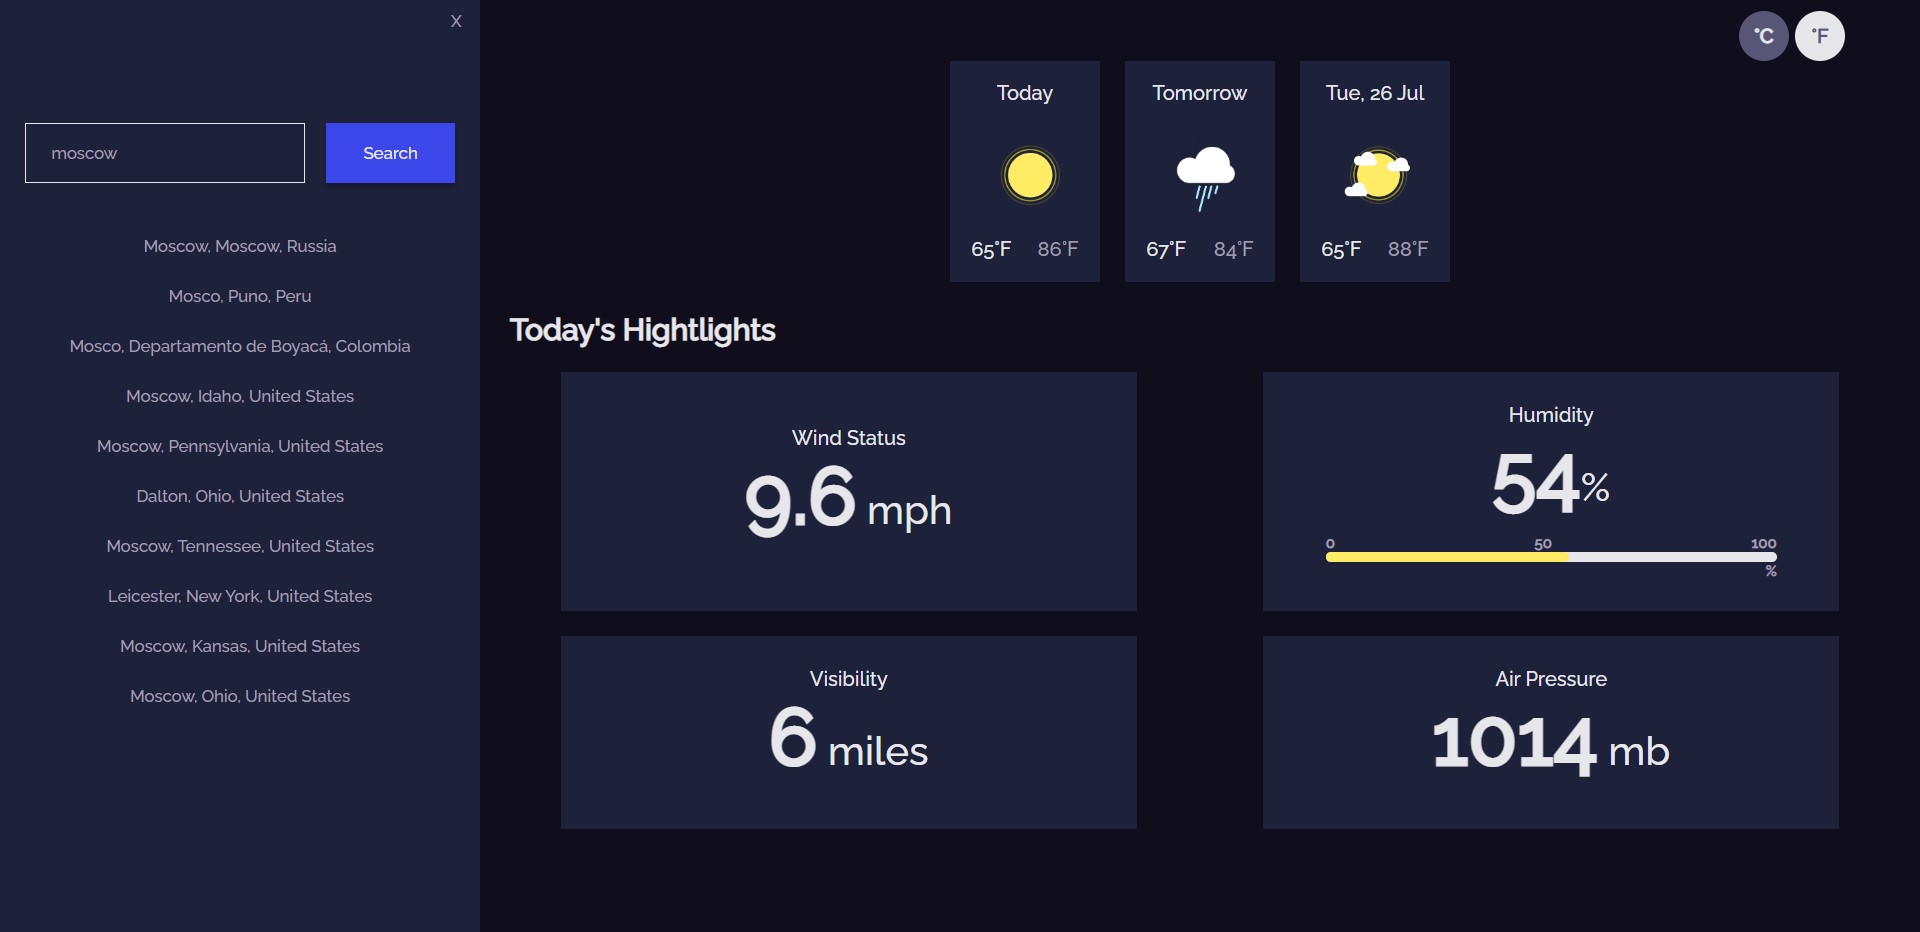 X
moscow
Search
Moscow, Moscow, Russia
Mosco, Puno, Peru
Mosco, Departamento de Boyacá, Colombia
Moscow, Idaho, United States
Moscow, Pennsylvania, United States
Dalton, Ohio, United States
Moscow, Tennessee, United States
Leicester, New York, United States
Moscow, Kansas, United States
Moscow, Ohio, United States
°C °F
Today
65°F 86°F
Tomorrow
67°F 84°F
Tue, 26 Jul
65°F 88°F
Today's Hightlights
Wind Status
9.6 mph
Humidity
54%
0 50 100
%
Visibility
6 miles
Air Pressure
1014 mb